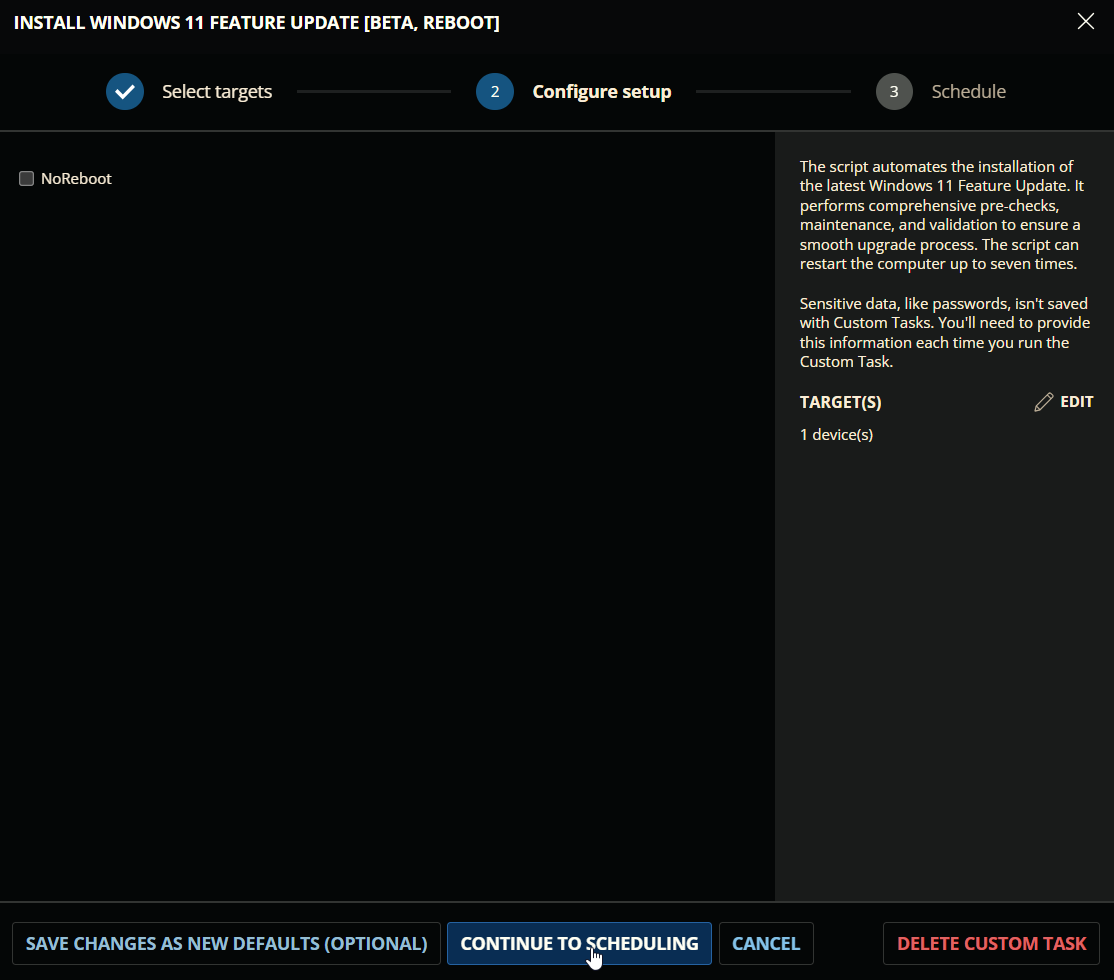 INSTALL WINDOWS 11 FEATURE UPDATE [BETA, REBOOT]
Select targets
2
Configure setup
3
Schedule
NoReboot
The script automates the installation of
the latest Windows 11 Feature Update. It
performs comprehensive pre-checks,
maintenance, and validation to ensure a
smooth upgrade process. The script can
restart the computer up to seven times.
Sensitive data, like passwords, isn't saved
with Custom Tasks. You'll need to provide
this information each time you run the
Custom Task.
TARGET(S)
EDIT
1 device(s)
SAVE CHANGES AS NEW DEFAULTS (OPTIONAL)
CONTINUE TO SCHEDULING
CANCEL
DELETE CUSTOM TASK